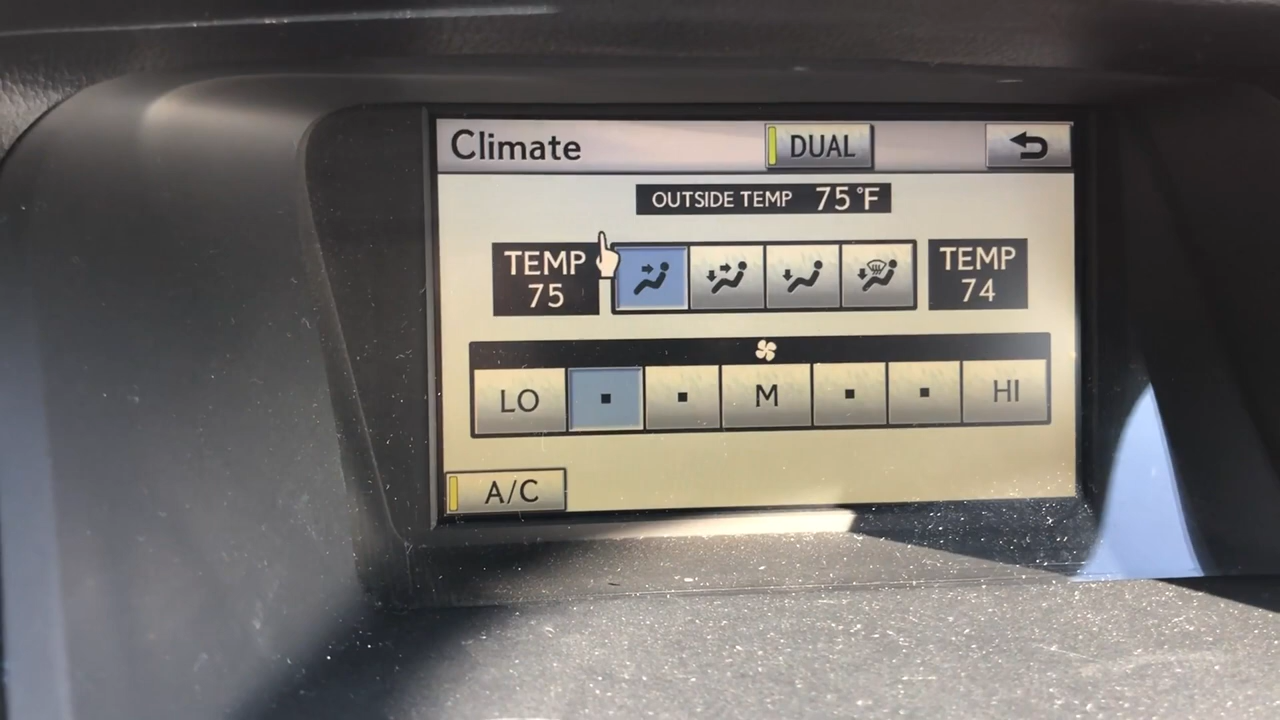 Climate
DUAL
OUTSIDE TEMP 75°F
TEMP
75
TEMP
74
LO
M
HI
A/C